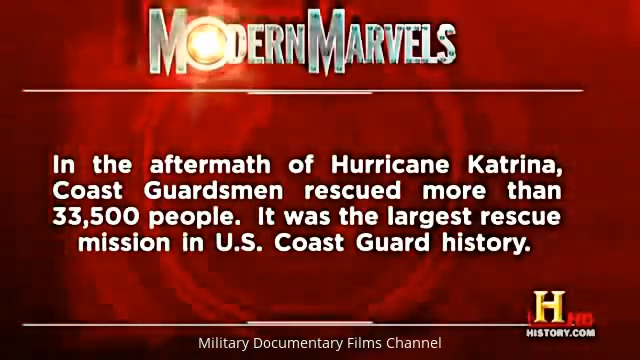 MODERN MARVELS
In the aftermath of Hurricane Katrina,
Coast Guardsmen rescued more than
33,500 people. It was the largest rescue
mission in U.S. Coast Guard history.
H HD
HISTORY.COM
Military Documentary Films Channel